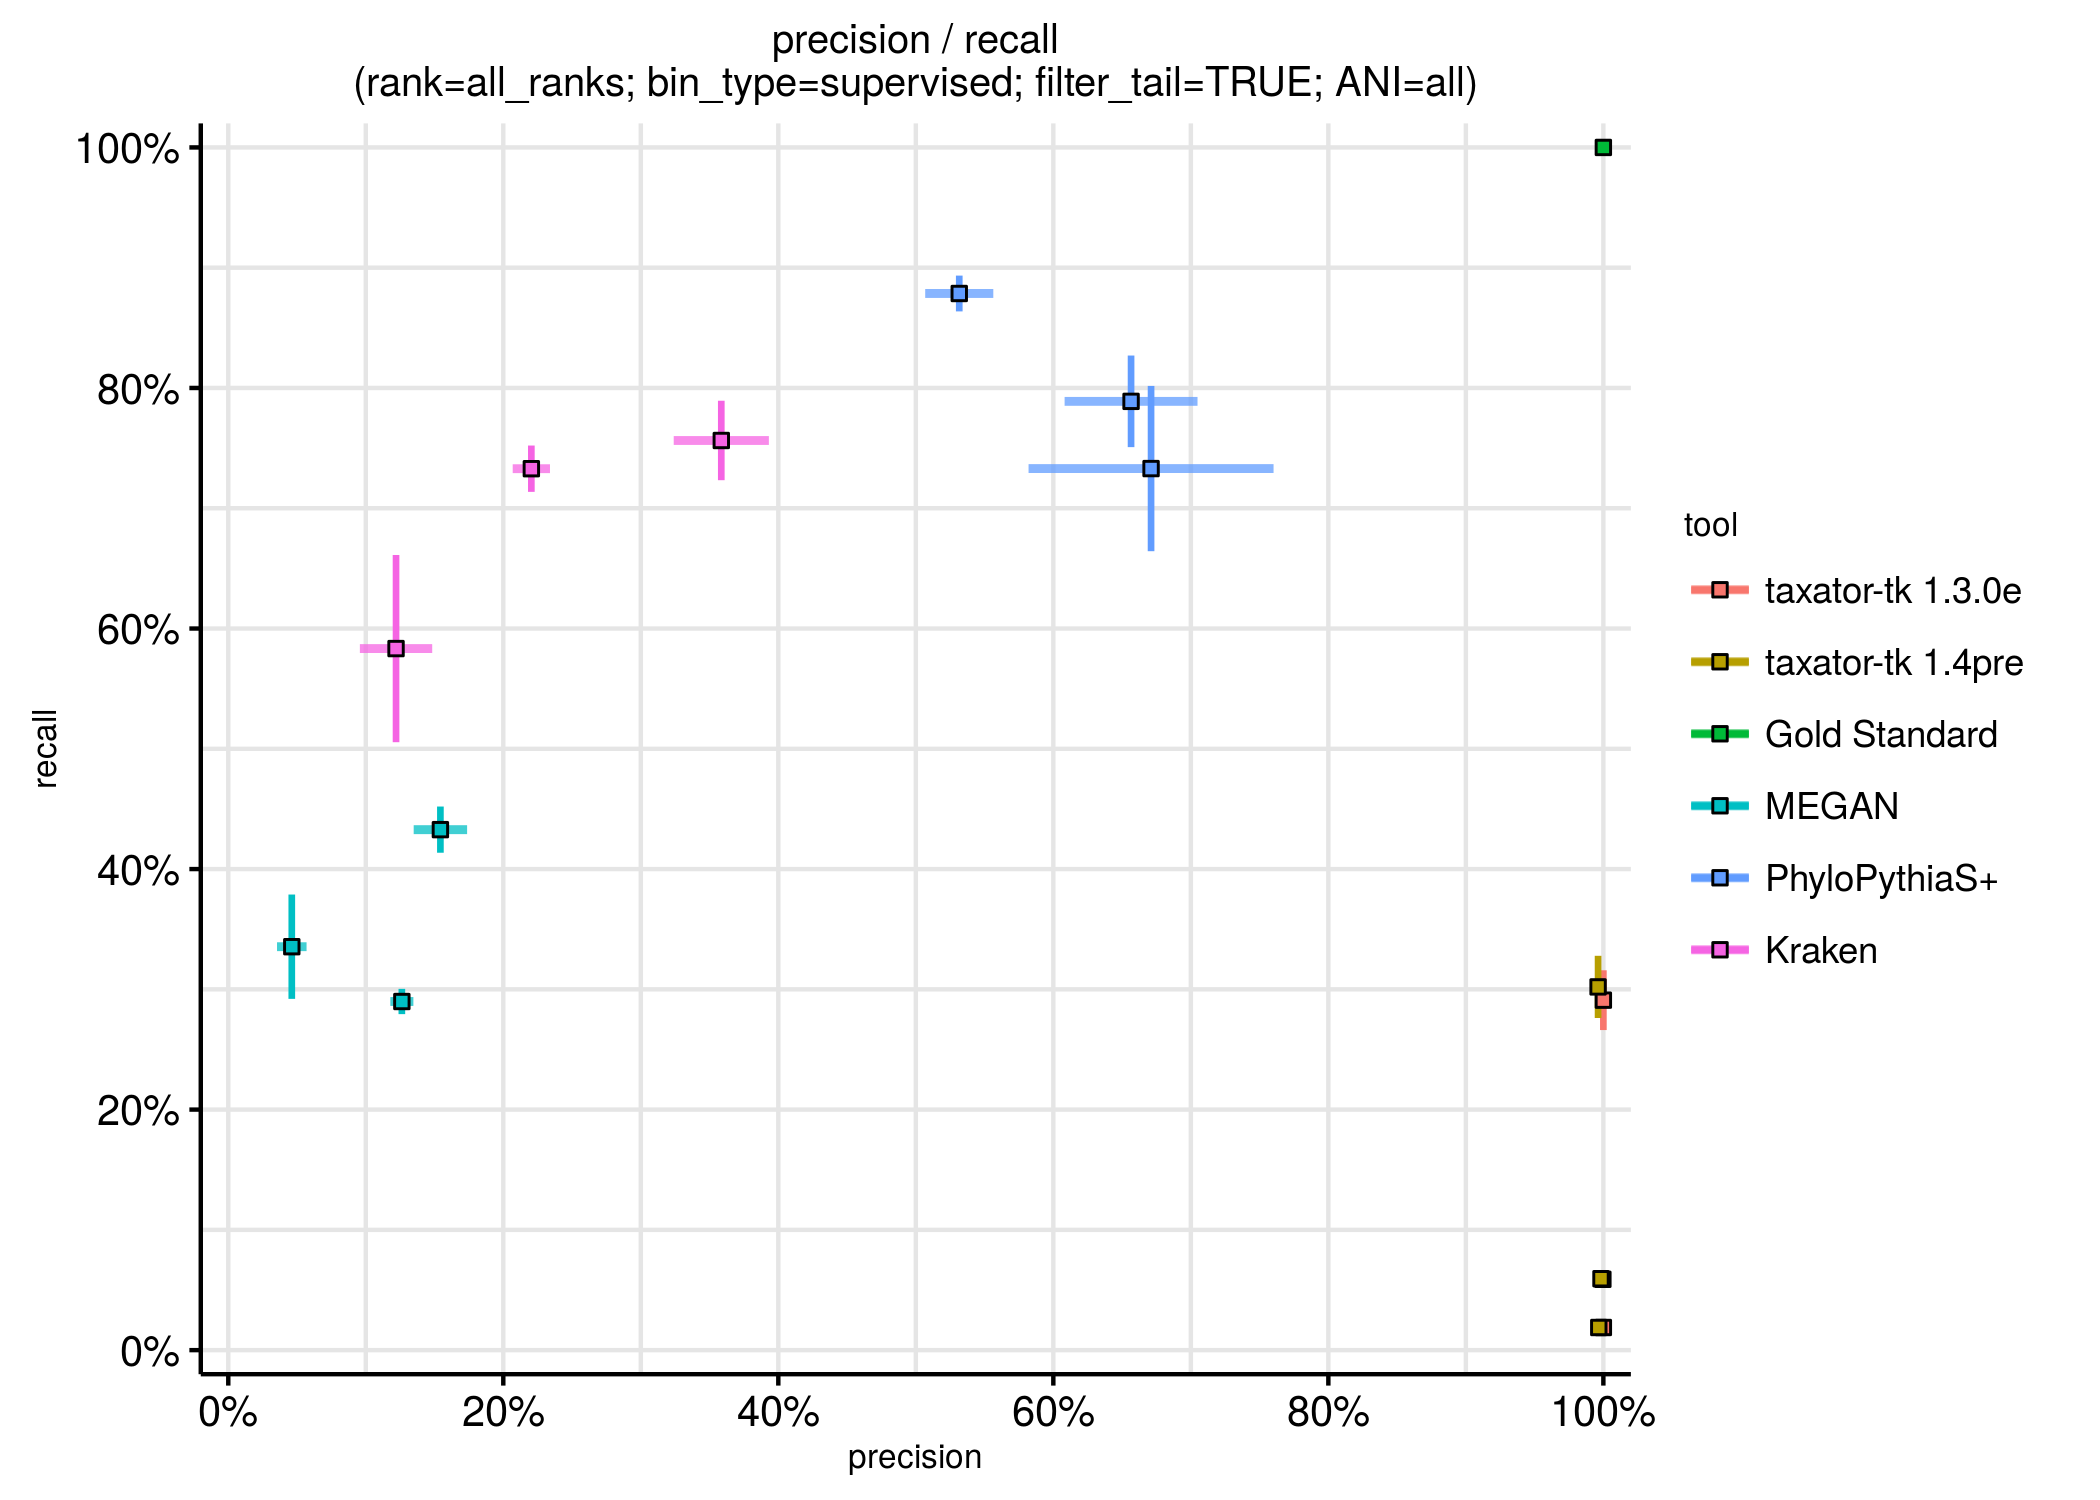 precision / recall
(rank=all_ranks; bin_type=supervised; filter_tail=TRUE; ANI=all)
100%
80%
60%
40%
20%
0%
recall
0%
20%
40%
60%
80%
100%
precision
tool
taxator-tk 1.3.0e
taxator-tk 1.4pre
Gold Standard
MEGAN
PhyloPythiaS+
Kraken